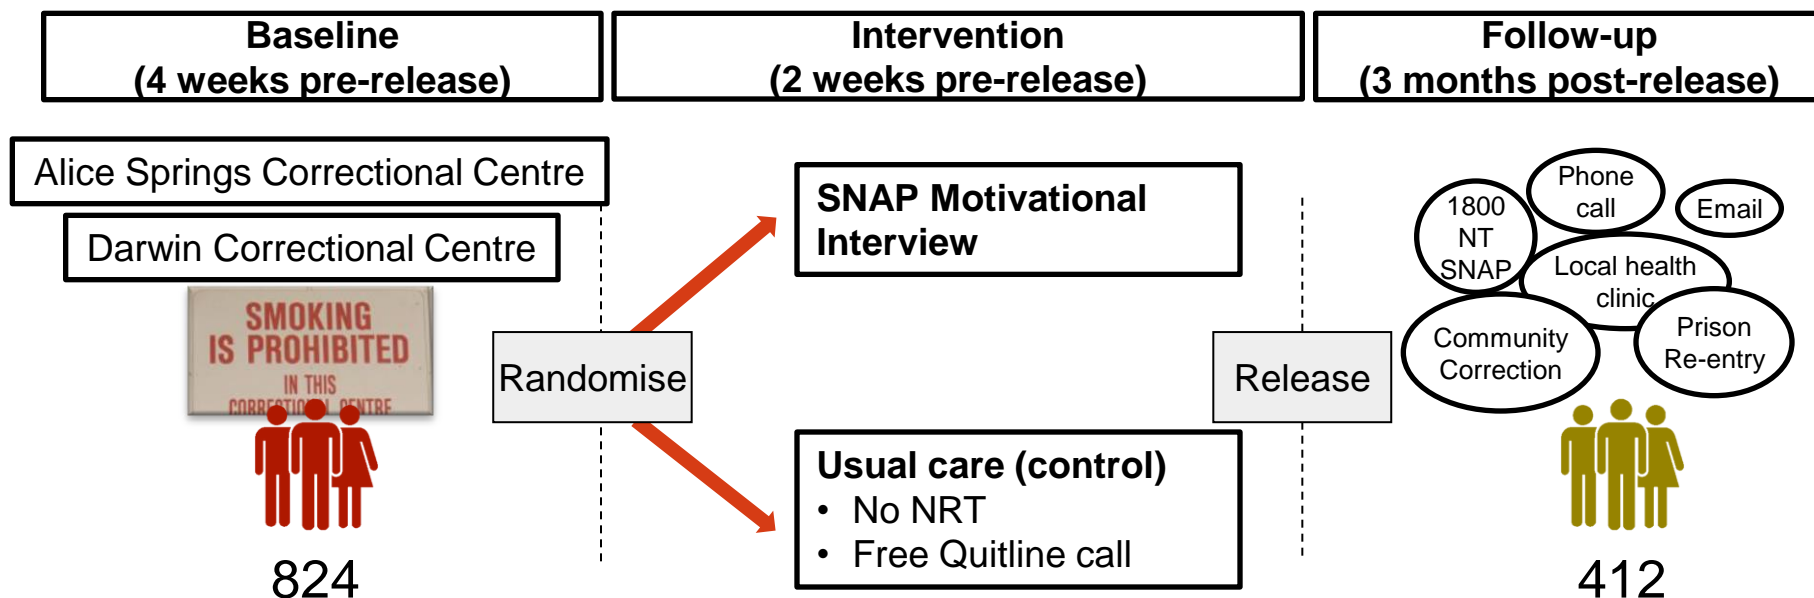 Baseline
(4 weeks pre-release)
Intervention
(2 weeks pre-release)
Follow-up
(3 months post-release)
Alice Springs Correctional Centre
Darwin Correctional Centre
SMOKING
IS PROHIBITED
IN THIS
CORRECTIONAL CENTRE
824
Randomise
SNAP Motivational
Interview
Usual care (control)
• No NRT
• Free Quitline call
Release
Phone
call
Email
1800
NT
SNAP
Local health
clinic
Community
Correction
Prison
Re-entry
412